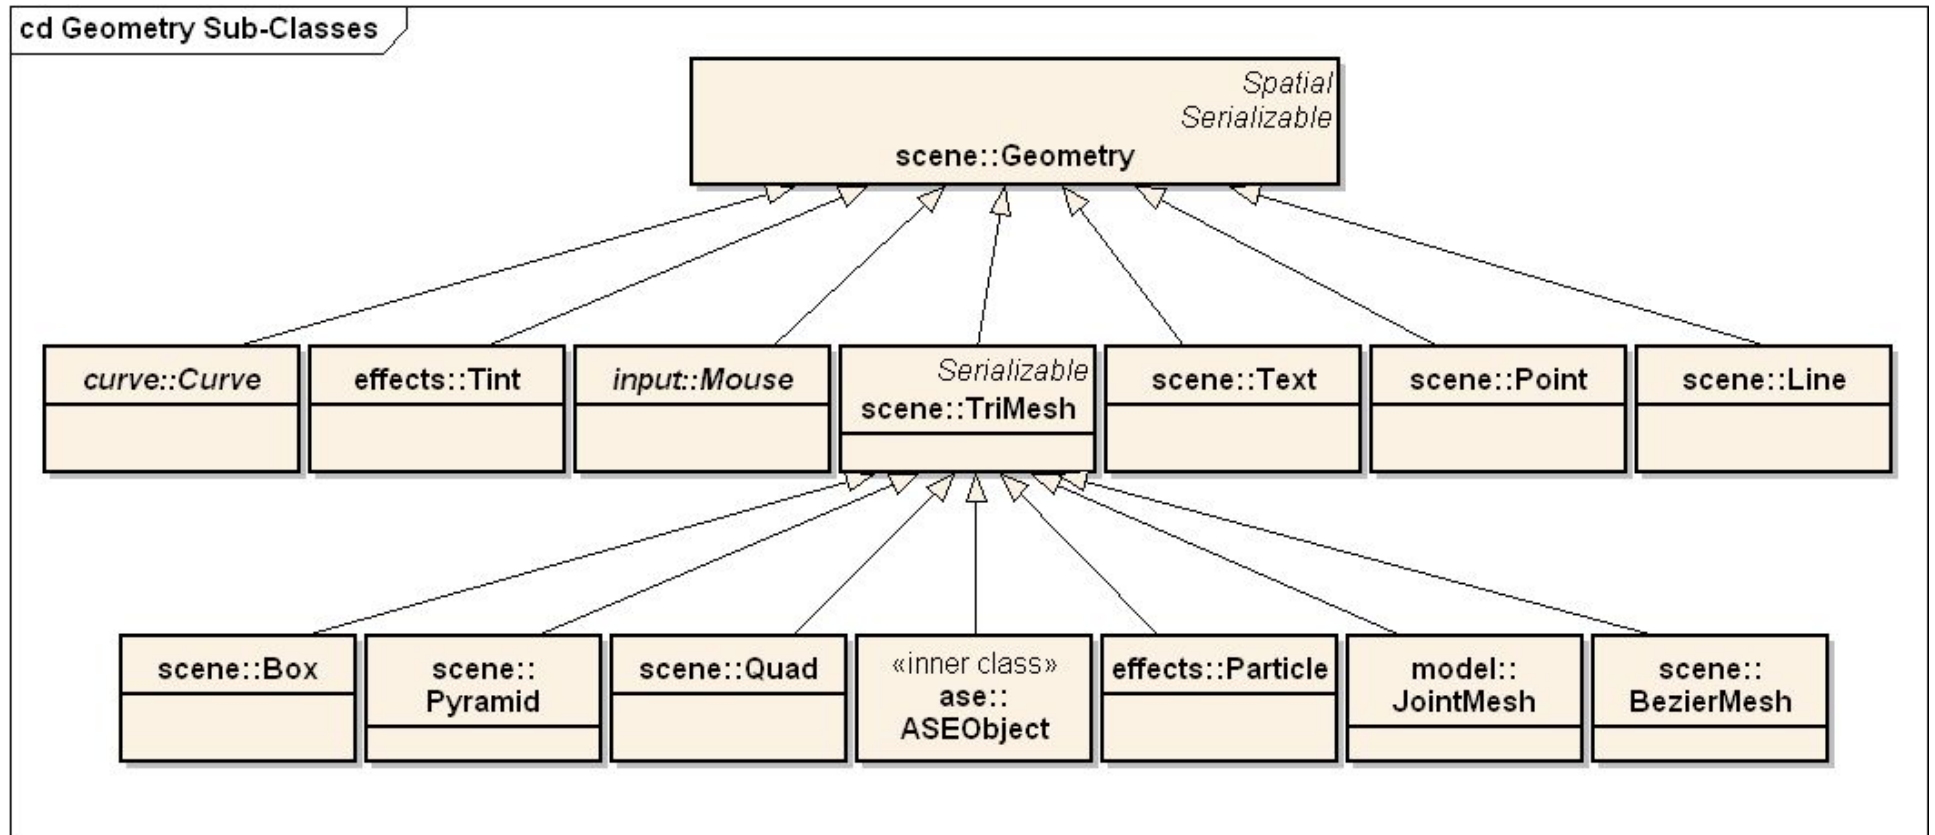 cd Geometry Sub-Classes
Spatial
Serializable
scene::Geometry
curve::Curve
effects::Tint
input::Mouse
Serializable
scene::TriMesh
scene::Text
scene::Point
scene::Line
scene::Box
scene::
Pyramid
scene::Quad
«inner class»
ase::
ASEObject
effects::Particle
model::
JointMesh
scene::
BezierMesh